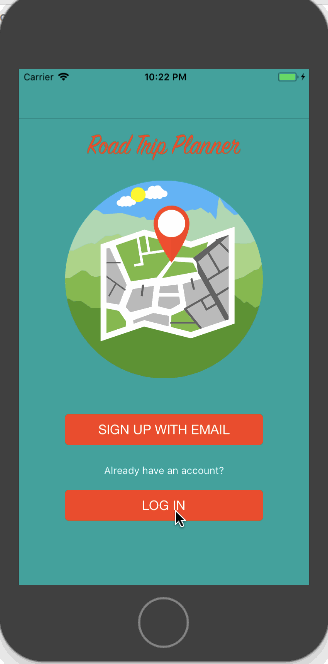 Carrier 10:22 PM
Road Trip Planner
SIGN UP WITH EMAIL
Already have an account?
LOG IN